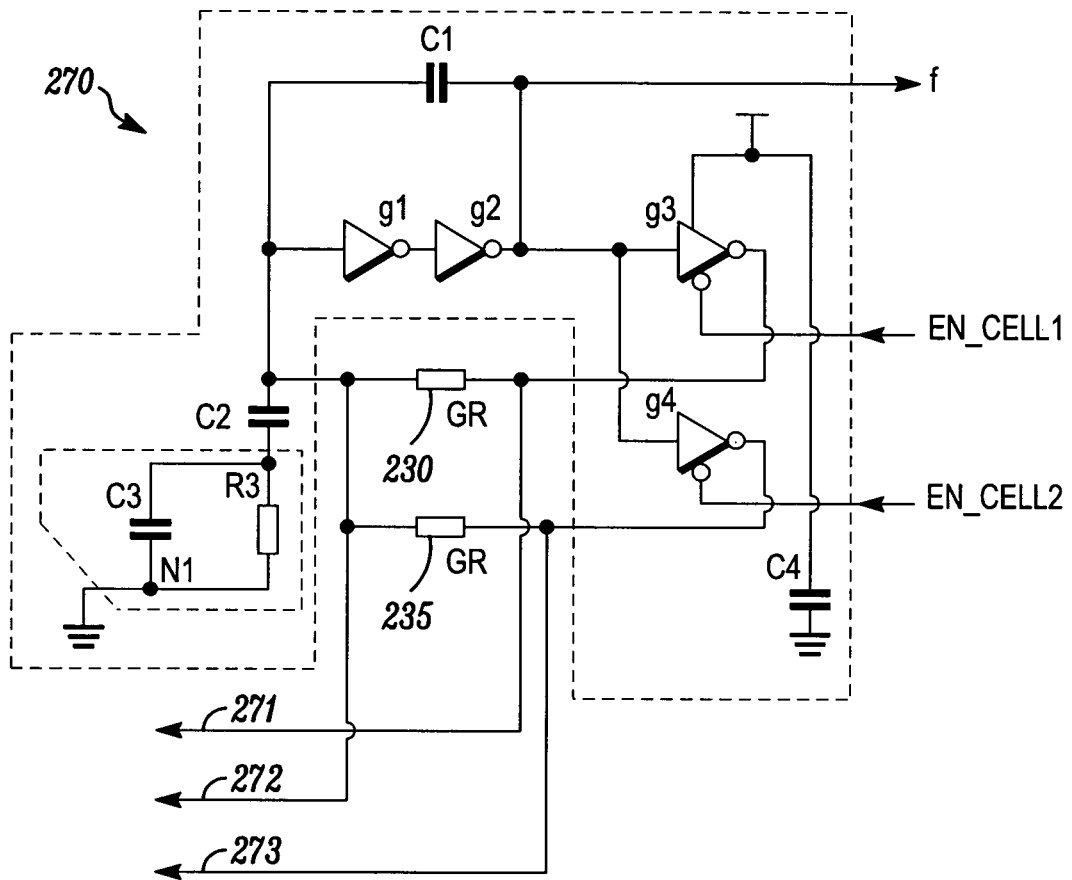 C1
270
f
g1
g2
g3
EN_CELL1
g4
C2
GR
230
EN_CELL2
C3
R3
GR
N1
235
C4
271
272
273